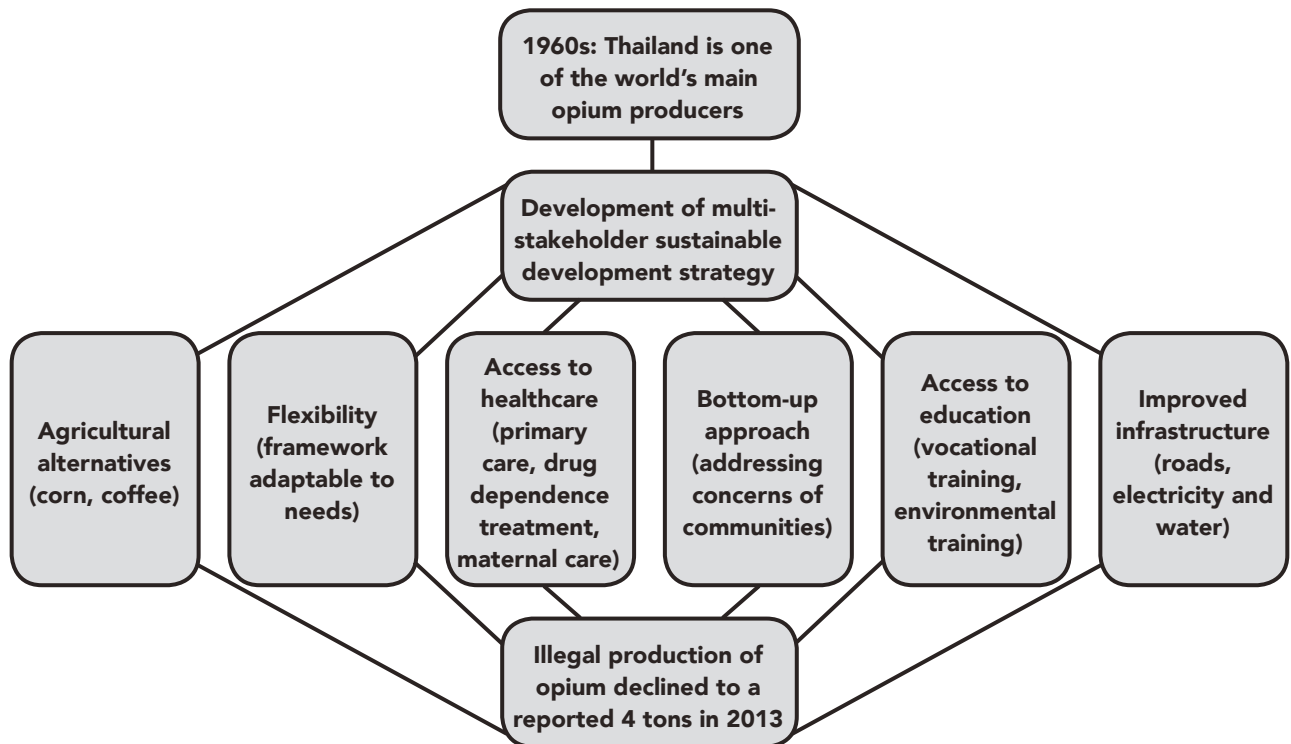 1960s: Thailand is one
of the world's main
opium producers
Development of multi-
stakeholder sustainable
development strategy
Agricultural
alternatives
(corn, coffee)
Flexibility
(framework
adaptable to
needs)
Access to
healthcare
(primary
care, drug
dependence
treatment,
maternal care)
Bottom-up
approach
(addressing
concerns of
communities)
Access to
education
(vocational
training,
environmental
training)
Improved
infrastructure
(roads,
electricity and
water)
Illegal production of
opium declined to a
reported 4 tons in 2013